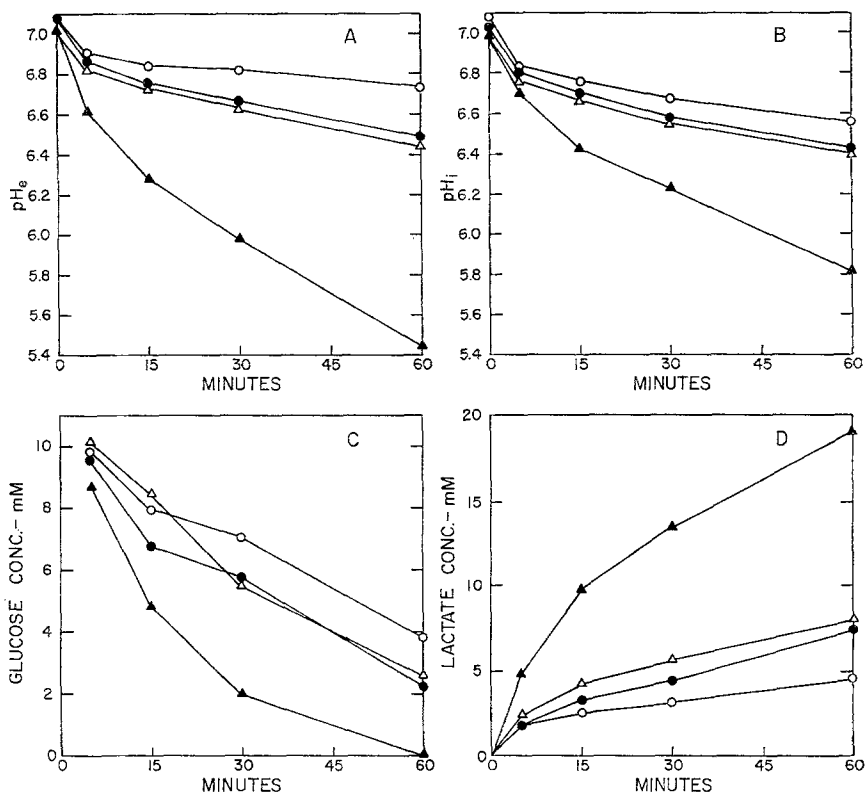 A
7.0
6.8
6.6
6.4
6.2
6.0
5.8
5.6
5.4
pHe
0 15 30 45 60
MINUTES
B
7.0
6.8
6.6
6.4
6.2
6.0
5.8
5.6
5.4
pHi
0 15 30 45 60
MINUTES
C
10
8
6
4
2
0
GLUCOSE CONC.- mM
0 15 30 45 60
MINUTES
D
20
15
10
5
0
LACTATE CONC.- mM
0 15 30 45 60
MINUTES